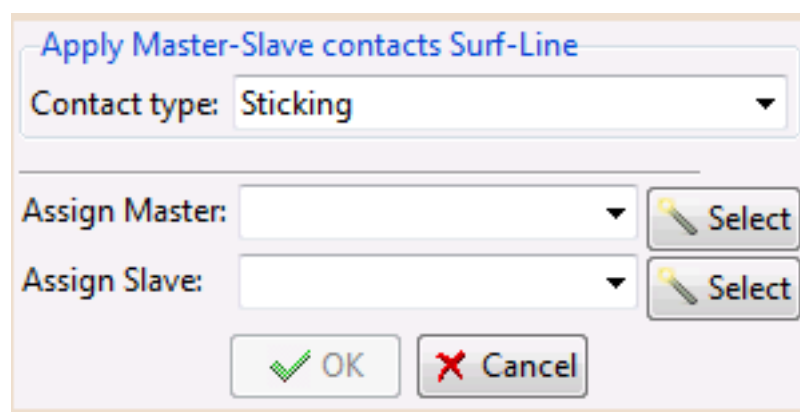 Apply Master-Slave contacts Surf-Line
Contact type: Sticking
Assign Master: Select
Assign Slave: Select
OK Cancel